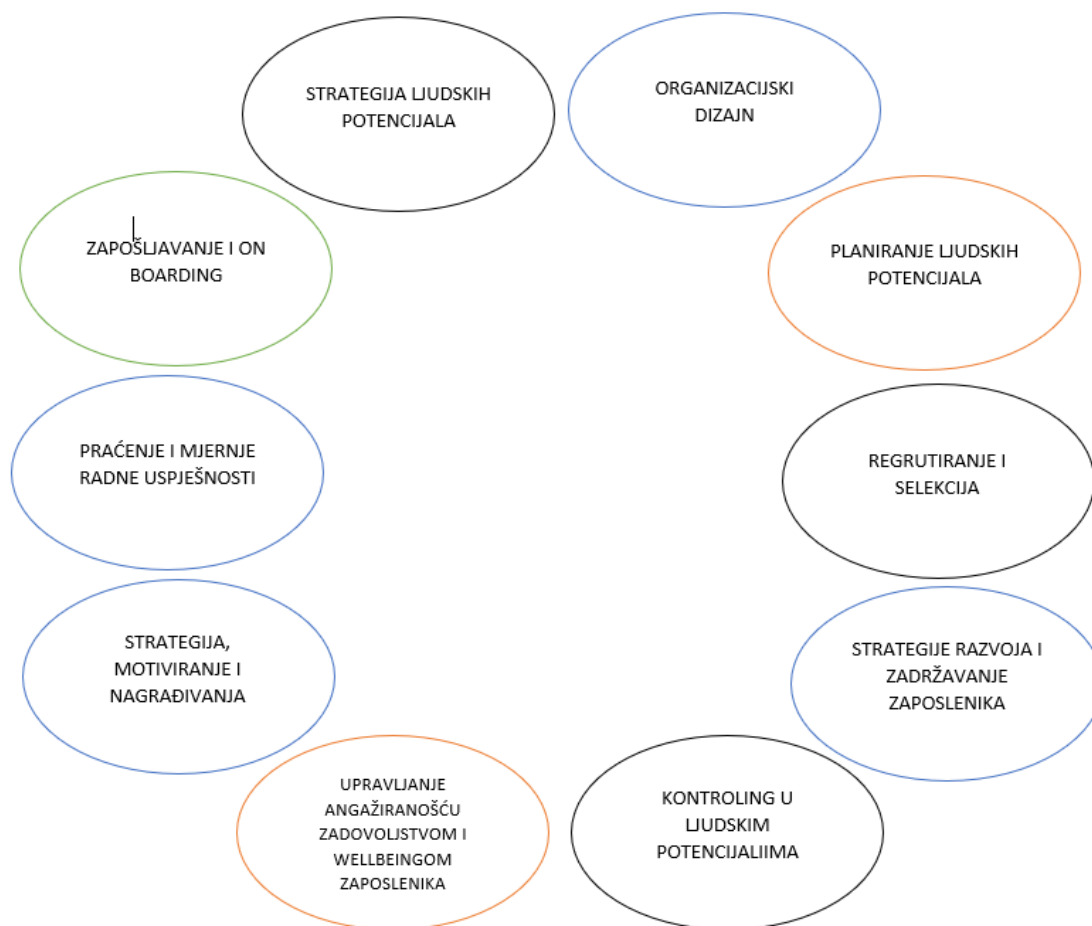 STRATEGIJA LJUDSKIH
POTENCIJALA
ORGANIZACIJSKI
DIZAJN
ZAPOŠLJAVANJE I ON
BOARDING
PLANIRANJE LJUDSKIH
POTENCIJALA
PRAĆENJE I MJERNJE
RADNE USPJEŠNOSTI
REGRUTIRANJE I
SELEKCIJA
STRATEGIJA,
MOTIVIRANJE I
NAGRAĐIVANJA
STRATEGIJE RAZVOJA I
ZADRŽAVANJE
ZAPOSLENIKA
UPRAVLJANJE
ANGAŽIRANOŠĆU
ZADOVOLJSTVOM I
WELLBEINGOM
ZAPOSLENIKA
KONTROLING U
LJUDSKIM
POTENCIJALIIMA